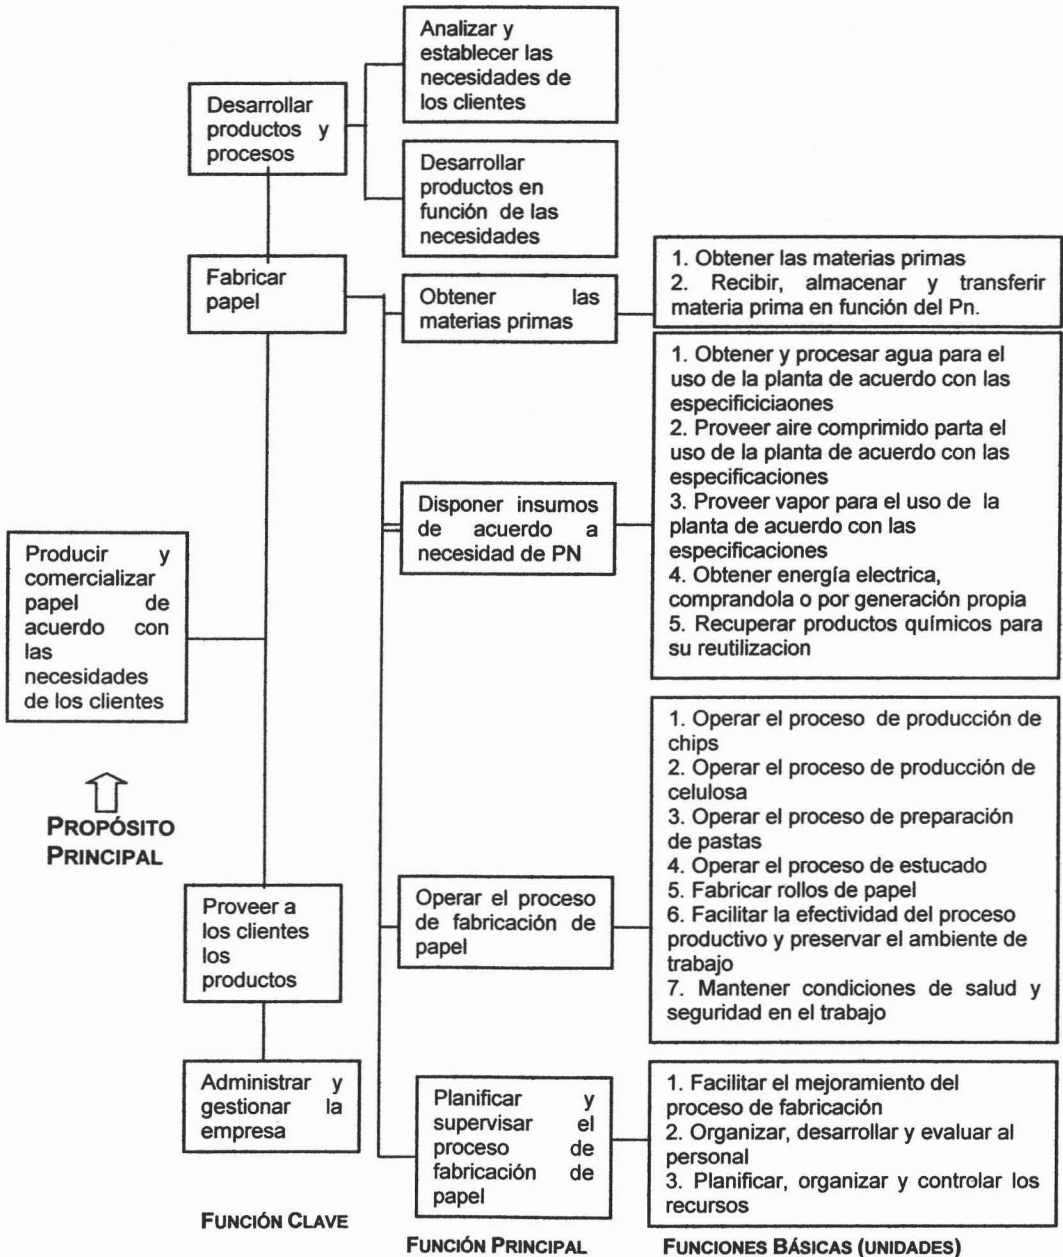 Analizar y
establecer las
necesidades de
los clientes
Desarrollar
productos y
procesos
Desarrollar
productos en
función de las
necesidades
Fabricar
papel
Obtener las
materias primas
1. Obtener las materias primas
2. Recibir, almacenar y transferir
materia prima en función del Pn.
Disponer insumos
de acuerdo a
necesidad de PN
1. Obtener y procesar agua para el
uso de la planta de acuerdo con las
especificiciaones
2. Proveer aire comprimido parta el
uso de la planta de acuerdo con las
especificaciones
3. Proveer vapor para el uso de la
planta de acuerdo con las
especificaciones
4. Obtener energía electrica,
comprandola o por generación propia
5. Recuperar productos químicos para
su reutilizacion
Producir y
comercializar
papel de
acuerdo con
las
necesidades
de los clientes
PROPÓSITO
PRINCIPAL
Operar el proceso
de fabricación de
papel
1. Operar el proceso de producción de
chips
2. Operar el proceso de producción de
celulosa
3. Operar el proceso de preparación
de pastas
4. Operar el proceso de estucado
5. Fabricar rollos de papel
6. Facilitar la efectividad del proceso
productivo y preservar el ambiente de
trabajo
7. Mantener condiciones de salud y
seguridad en el trabajo
Proveer a
los clientes
los
productos
Administrar y
gestionar la
empresa
Planificar y
supervisar el
proceso de
fabricación de
papel
1. Facilitar el mejoramiento del
proceso de fabricación
2. Organizar, desarrollar y evaluar al
personal
3. Planificar, organizar y controlar los
recursos
FUNCIÓN CLAVE
FUNCIÓN PRINCIPAL
FUNCIONES BÁSICAS (UNIDADES)